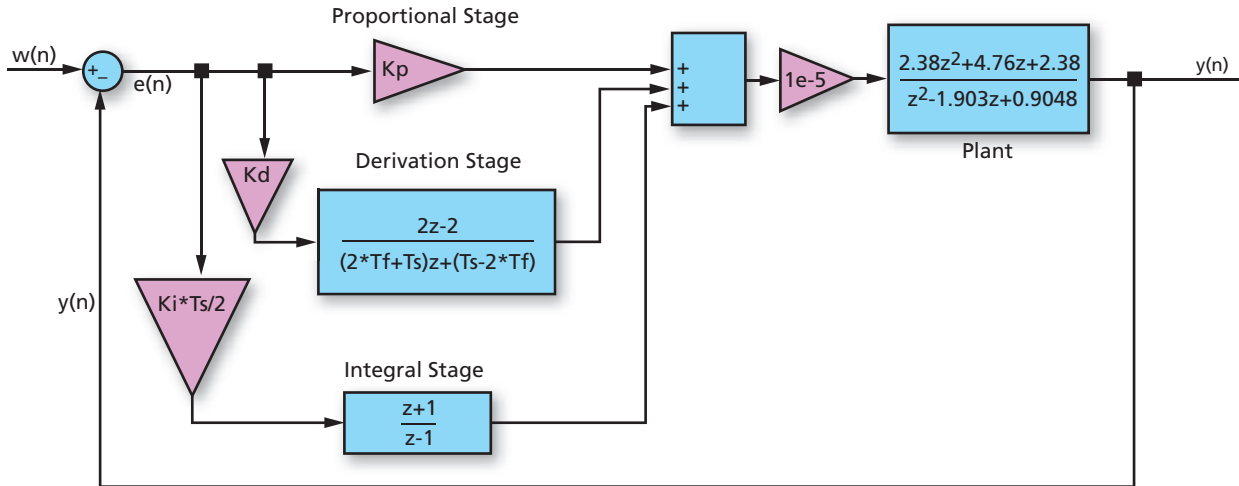 Proportional Stage
w(n)
+
-
e(n)
Kp
+
+
+
1e-5
2.38z²+4.76z+2.38
z²-1.903z+0.9048
Plant
y(n)
Kd
Derivation Stage
2z-2
(2*Tf+Ts)z+(Ts-2*Tf)
y(n)
Ki*Ts/2
Integral Stage
z+1
z-1